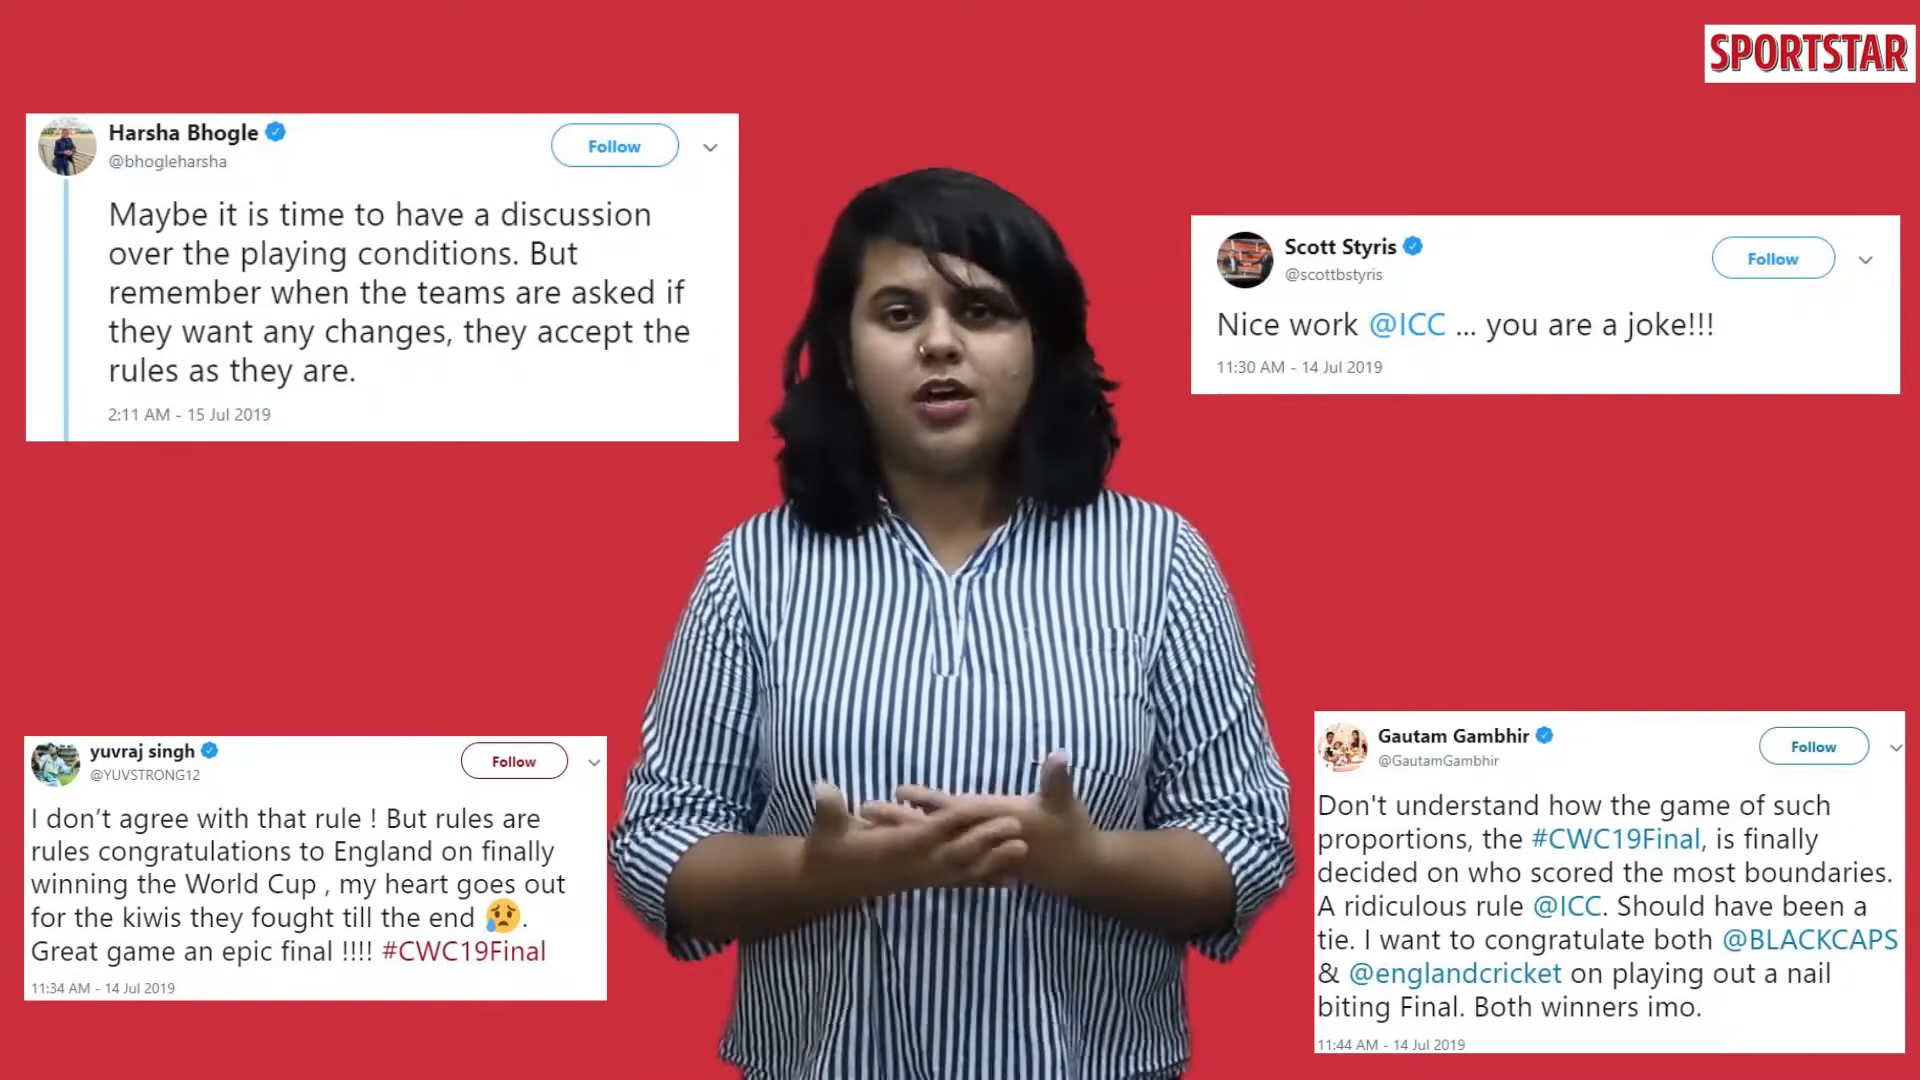 SPORTSTAR
Harsha Bhogle
@bhogleharsha
Follow
Maybe it is time to have a discussion
over the playing conditions. But
remember when the teams are asked if
they want any changes, they accept the
rules as they are.
2:11 AM - 15 Jul 2019
Scott Styris
@scottbstyris
Follow
Nice work @ICC ... you are a joke!!!
11:30 AM - 14 Jul 2019
yuvraj singh
@YUVSTRONG12
Follow
I don’t agree with that rule ! But rules are
rules congratulations to England on finally
winning the World Cup , my heart goes out
for the kiwis they fought till the end 😥.
Great game an epic final !!!! #CWC19Final
11:34 AM - 14 Jul 2019
Gautam Gambhir
@GautamGambhir
Follow
Don't understand how the game of such
proportions, the #CWC19Final, is finally
decided on who scored the most boundaries.
A ridiculous rule @ICC. Should have been a
tie. I want to congratulate both @BLACKCAPS
& @englandcricket on playing out a nail
biting Final. Both winners imo.
11:44 AM - 14 Jul 2019